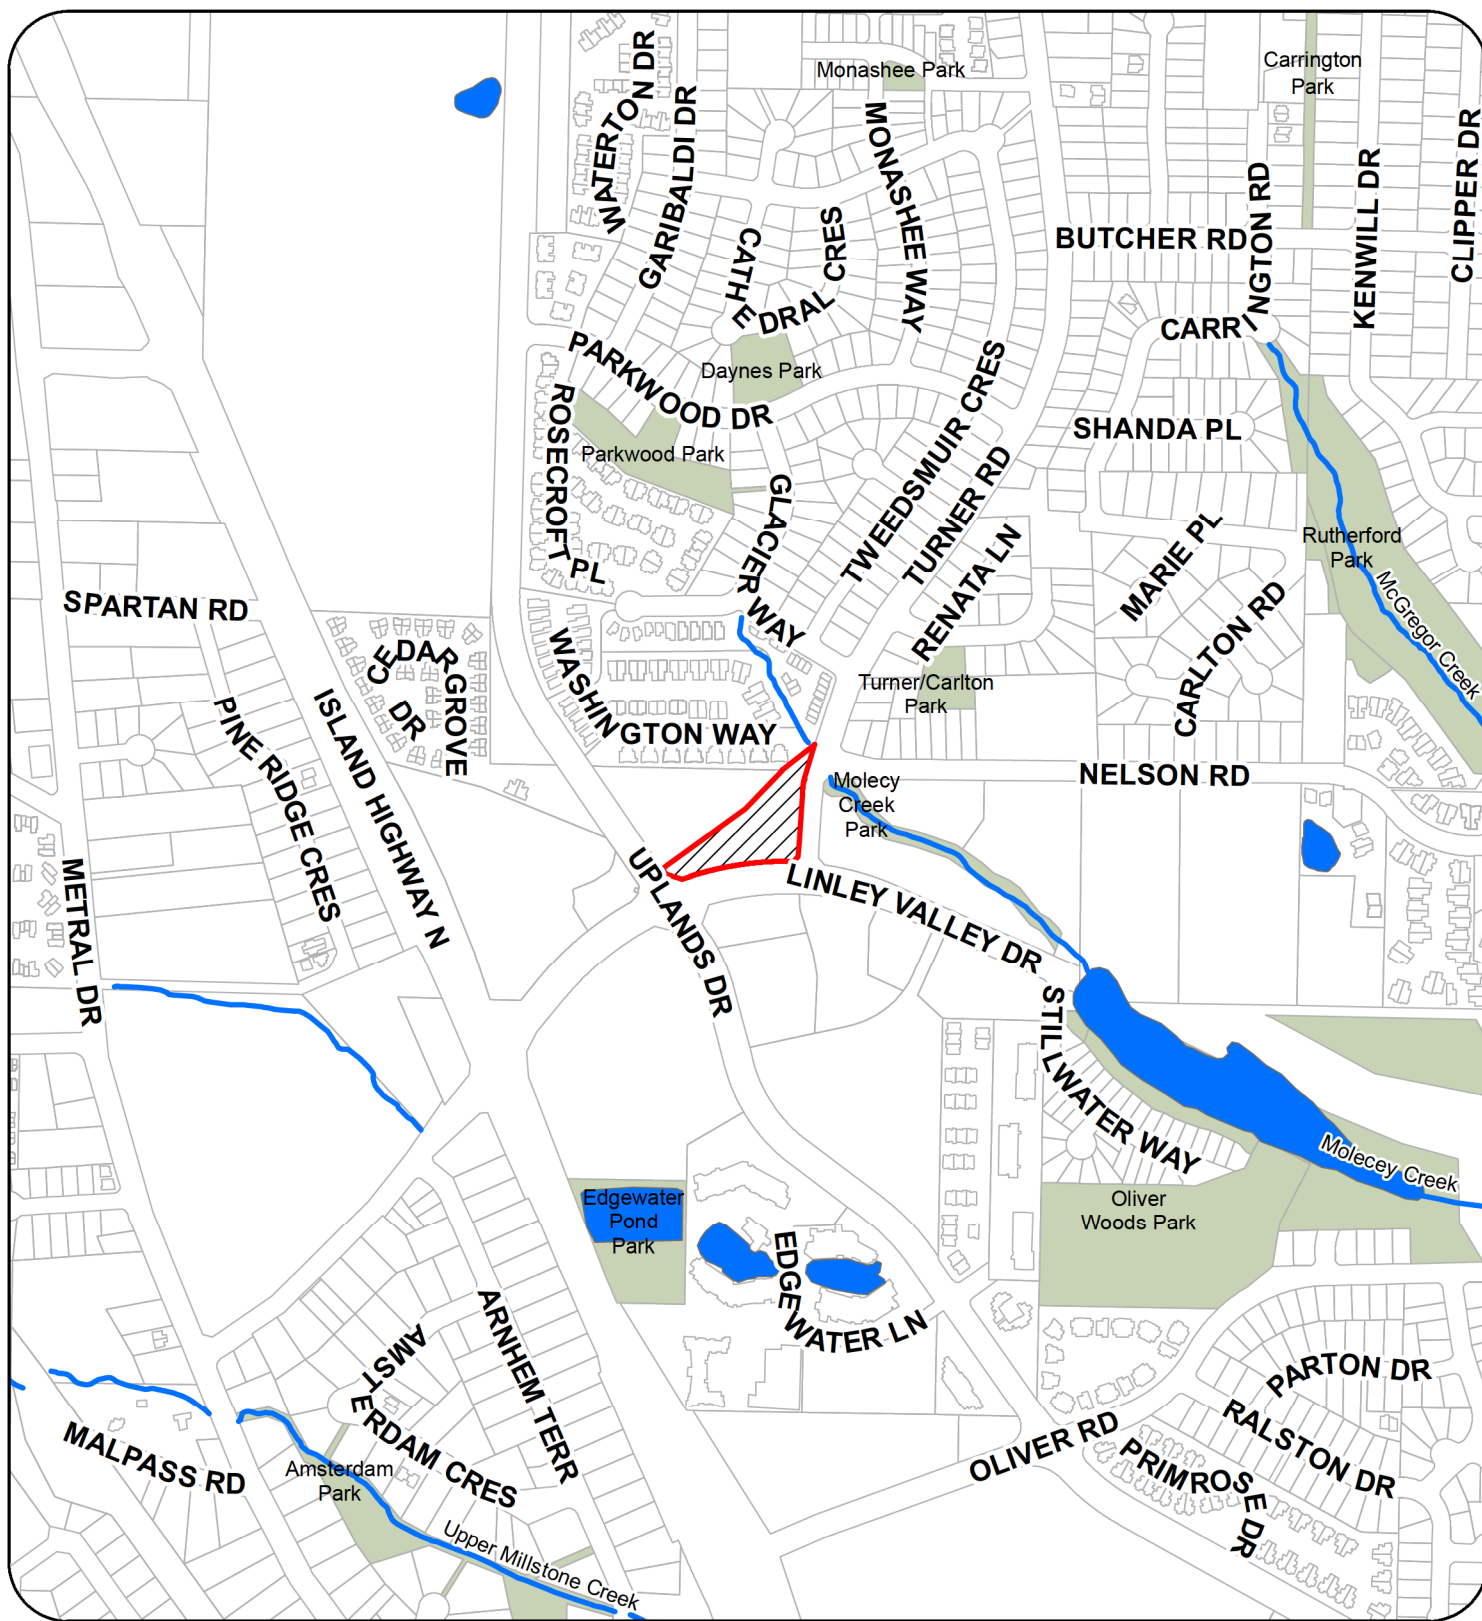 WATERTON DR
GARIBALDI DR
Monashee Park
MONASHEE WAY
Carrington
Park
CLIPPER DR
KENWILL DR
CARRINGTON RD
BUTCHER RD
CATHEDRAL CRES
PARKWOOD DR
Daynes Park
ROSECROFT PL
Parkwood Park
GLACIER WAY
TWEEDSMUIR CRES
TURNER RD
RENATA LN
SHANDA PL
MARIE PL
CARLTON RD
Rutherford
Park
McGregor Creek
SPARTAN RD
CEDAR GROVE DR
WASHINGTON WAY
Turner/Carlton
Park
PINE RIDGE CRES
ISLAND HIGHWAY N
NELSON RD
Molecy
Creek
Park
METRAL DR
UPLANDS DR
LINLEY VALLEY DR
STILLWATER WAY
Molecey Creek
Edgewater
Pond
Park
Oliver
Woods Park
EDGEWATER LN
ARNHEM TERR
AMSTERDAM CRES
PARTON DR
RALSTON DR
OLIVER RD
PRIMROSE DR
MALPASS RD
Amsterdam
Park
Upper Millstone Creek